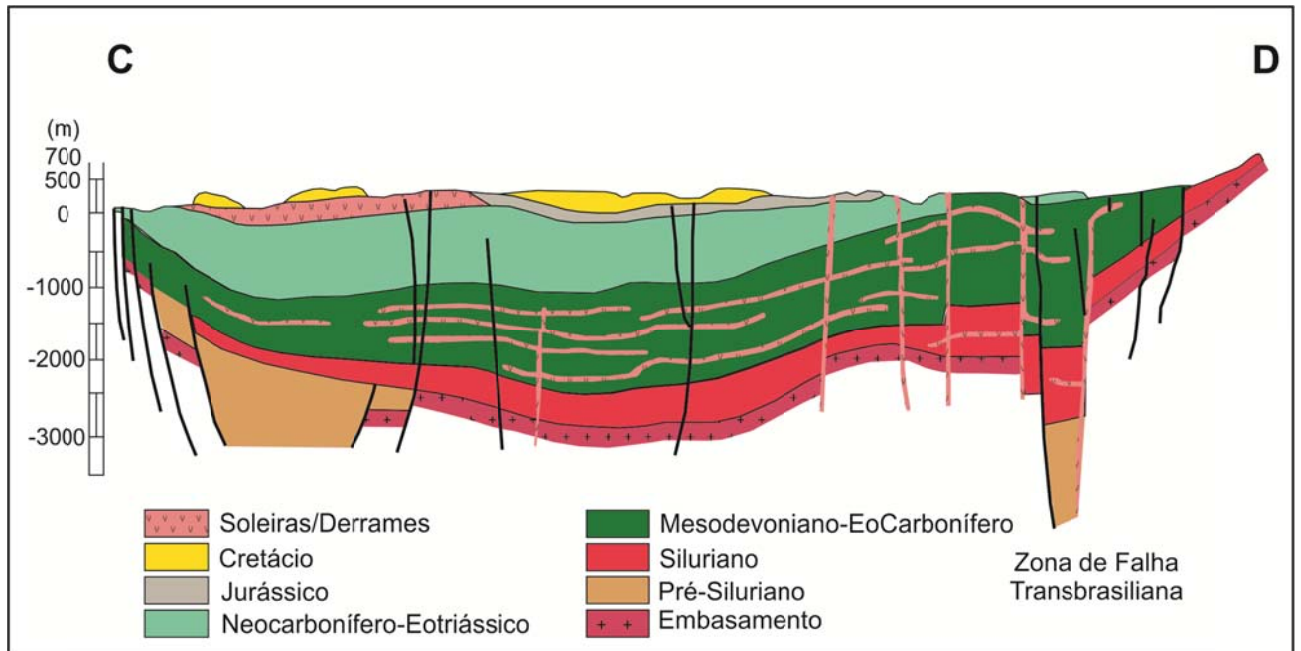 C
D
(m)
700
500
0
-1000
-2000
-3000
Soleiras/Derrames
Cretácio
Jurássico
Neocarbonífero-Eotriássico
Mesodevoniano-EoCarbonífero
Siluriano
Pré-Siluriano
Embasamento
Zona de Falha
Transbrasiliana